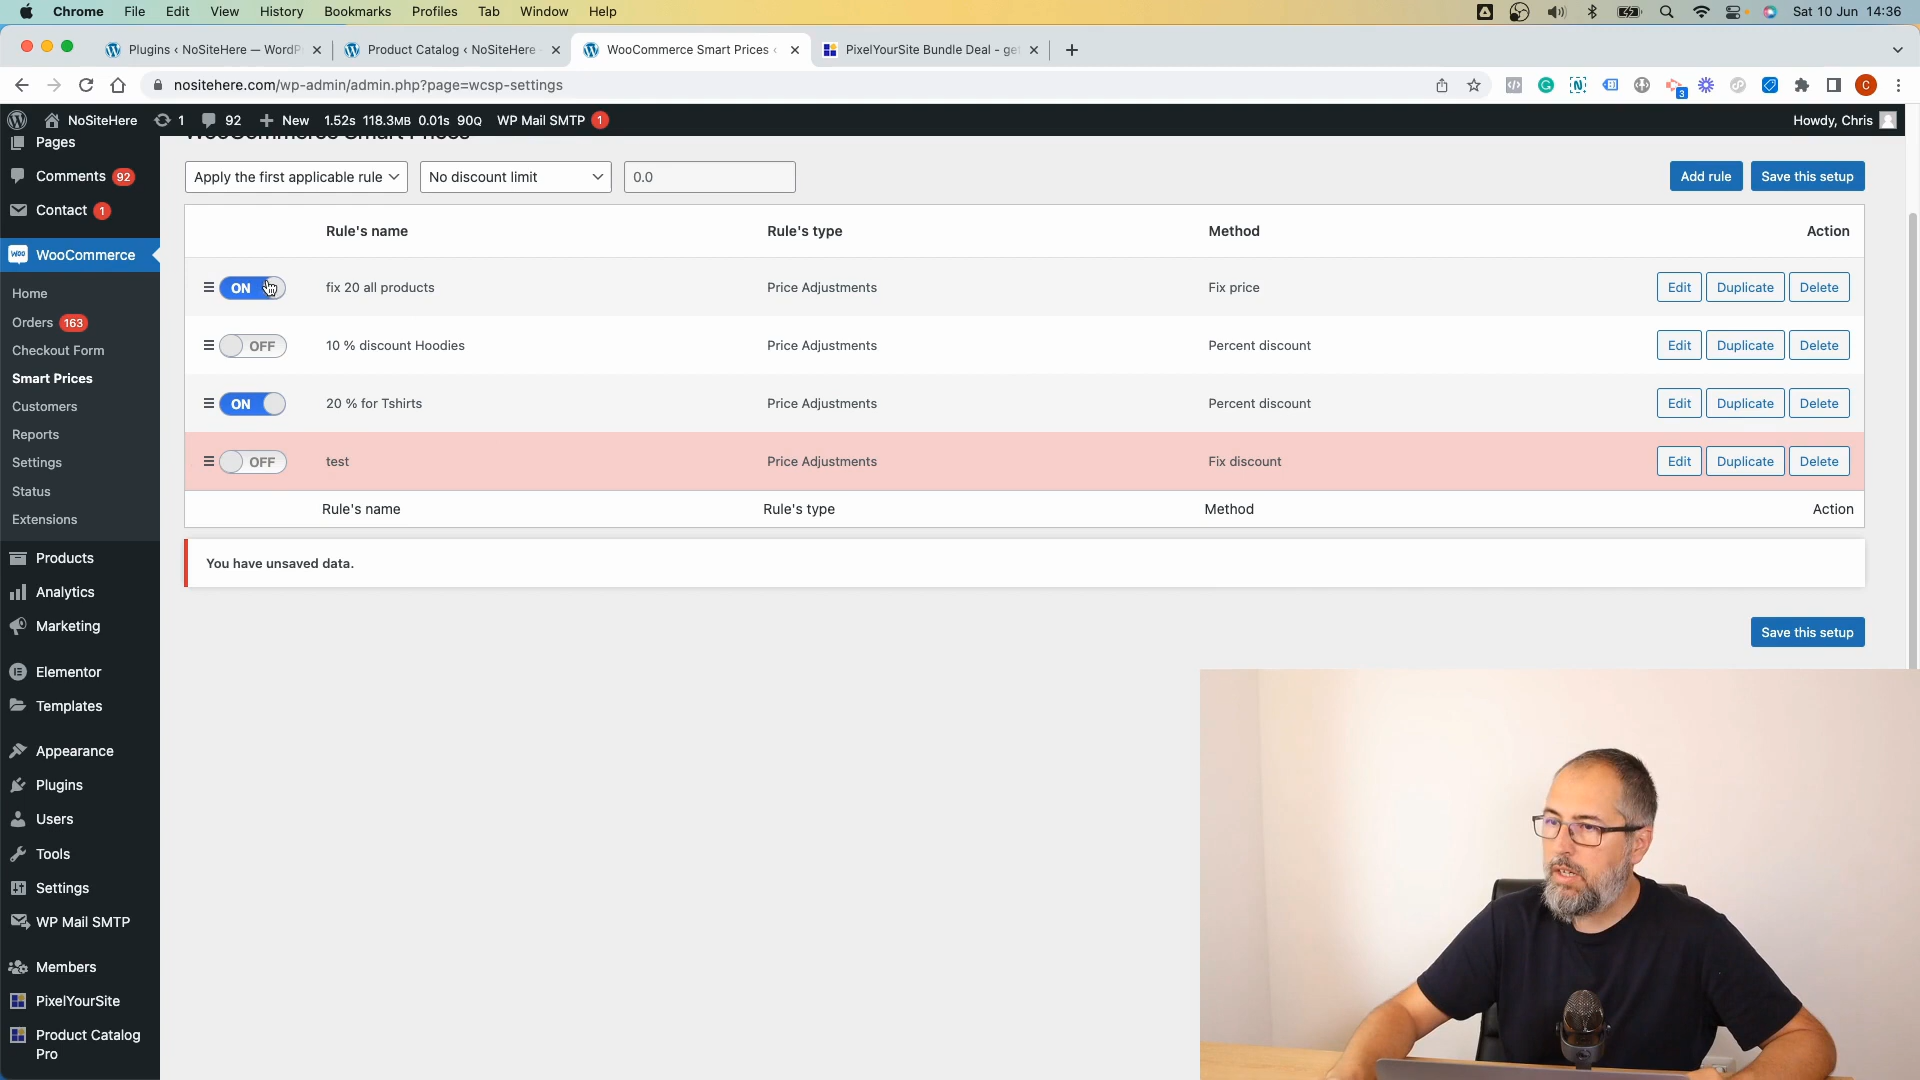 Chrome File Edit View History Bookmarks Profiles Tab Window Help Sat 10 Jun 14:36
Plugins ‹ NoSiteHere — WordP Product Catalog ‹ NoSiteHere WooCommerce Smart Prices ‹ PixelYourSite Bundle Deal - ge
nositehere.com/wp-admin/admin.php?page=wcsp-settings 3 C
NoSiteHere 1 92 New 1.52s 118.3MB 0.01s 90Q WP Mail SMTP 1 Howdy, Chris
WooCommerce Smart Prices
Pages
Comments 92
Contact 1
WooCommerce
Home
Orders 163
Checkout Form
Smart Prices
Customers
Reports
Settings
Status
Extensions
Products
Analytics
Marketing
Elementor
Templates
Appearance
Plugins
Users
Tools
Settings
WP Mail SMTP
Members
PixelYourSite
Product Catalog
Pro
Apply the first applicable rule No discount limit 0.0 Add rule Save this setup
Rule's name Rule's type Method Action
ON fix 20 all products Price Adjustments Fix price Edit Duplicate Delete
OFF 10 % discount Hoodies Price Adjustments Percent discount Edit Duplicate Delete
ON 20 % for Tshirts Price Adjustments Percent discount Edit Duplicate Delete
OFF test Price Adjustments Fix discount Edit Duplicate Delete
Rule's name Rule's type Method Action
You have unsaved data.
Save this setup